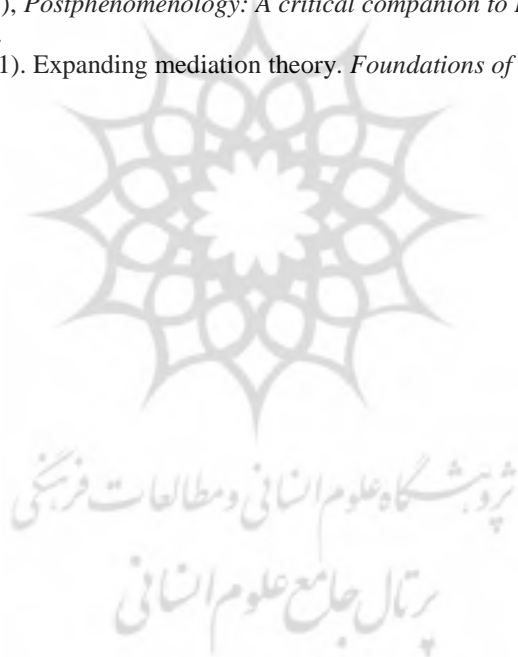 ), Postphenomenology: A critical companion to
.
1). Expanding mediation theory. Foundations of
پژوهشگاه علوم انسانی و مطالعات فرهنگی
پرتال جامع علوم انسانی